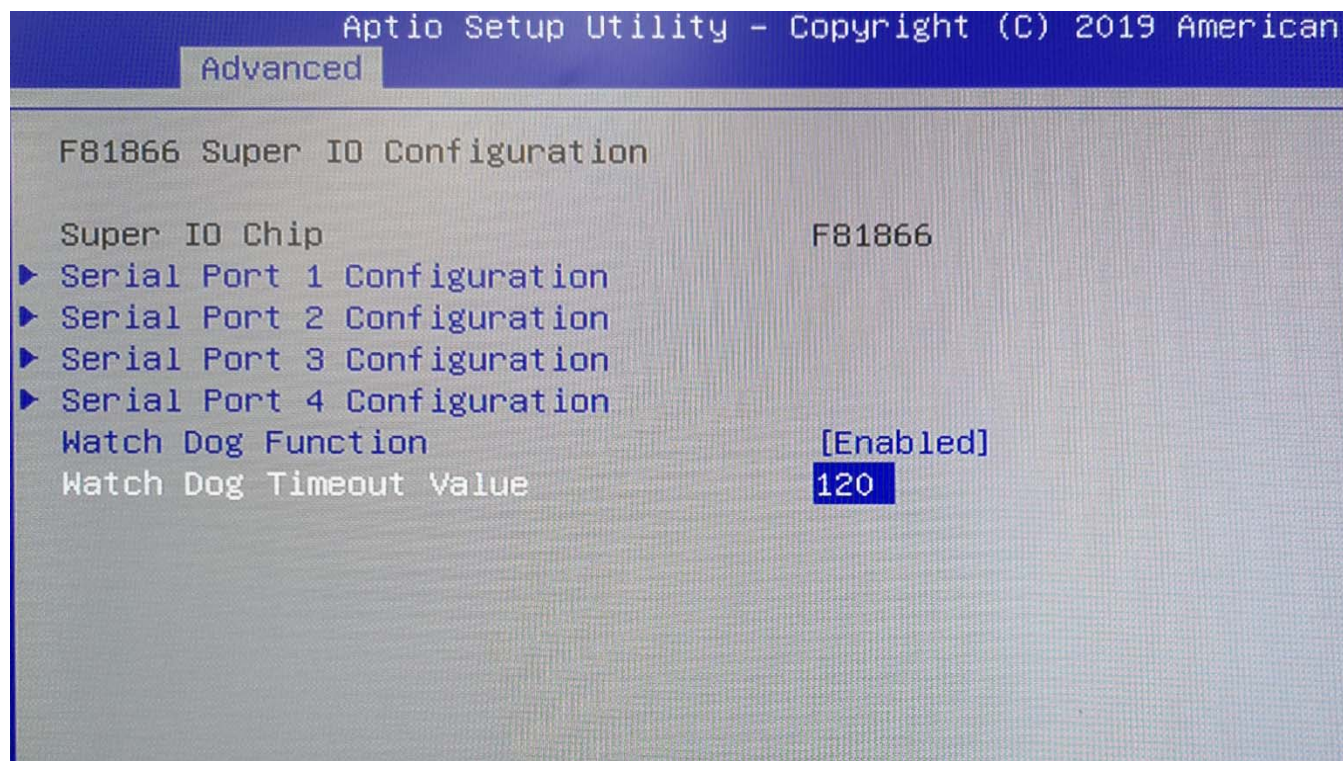 Aptio Setup Utility – Copyright (C) 2019 American
Advanced
F81866 Super IO Configuration
Super IO Chip F81866
Serial Port 1 Configuration
Serial Port 2 Configuration
Serial Port 3 Configuration
Serial Port 4 Configuration
Watch Dog Function [Enabled]
Watch Dog Timeout Value 120